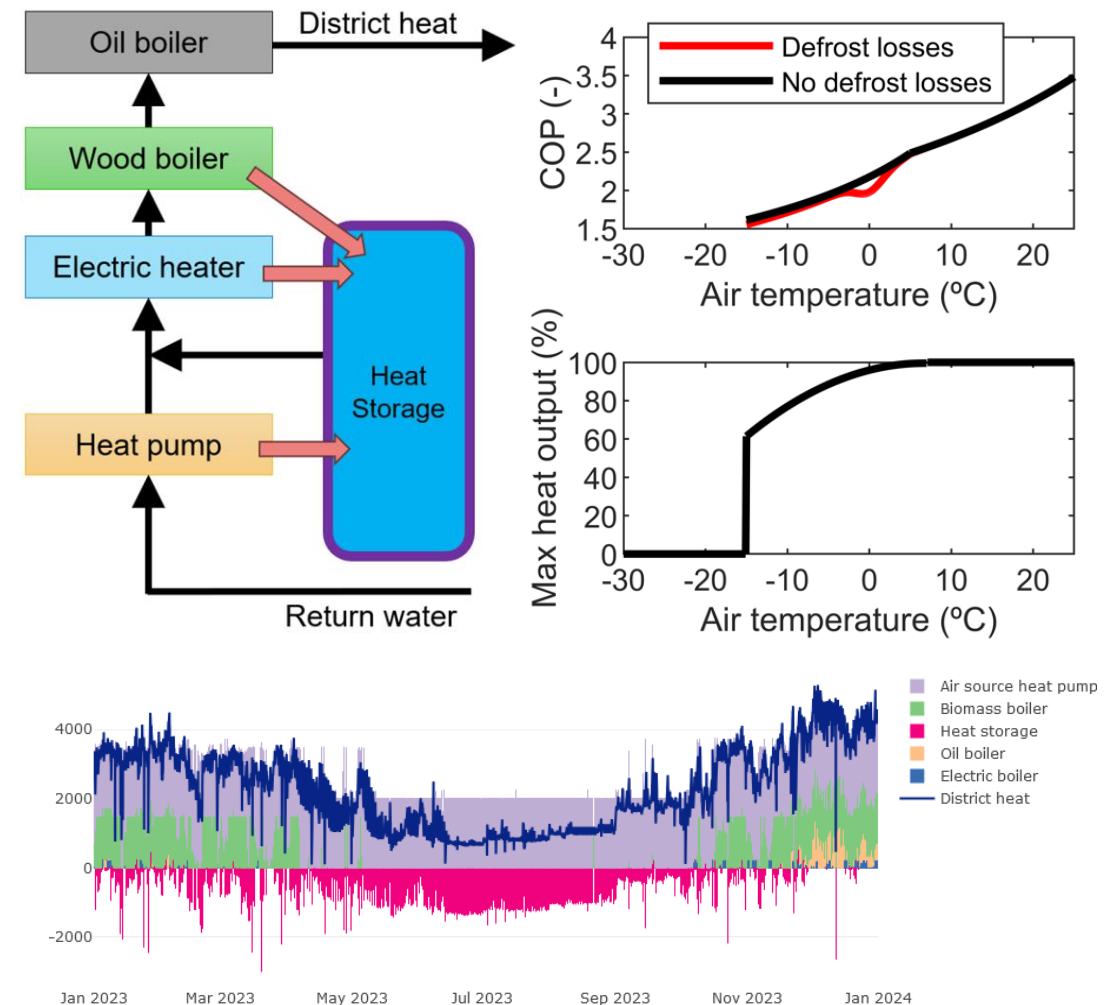 Oil boiler
District heat
Wood boiler
Electric heater
Heat
Storage
Heat pump
Return water
COP (-)
4
3.5
3
2.5
2
1.5
Defrost losses
No defrost losses
-30 -20 -10 0 10 20
Air temperature (ºC)
Max heat output (%)
100
80
60
40
20
0
-30 -20 -10 0 10 20
Air temperature (ºC)
4000
2000
0
-2000
Jan 2023 Mar 2023 May 2023 Jul 2023 Sep 2023 Nov 2023 Jan 2024
Air source heat pump
Biomass boiler
Heat storage
Oil boiler
Electric boiler
District heat